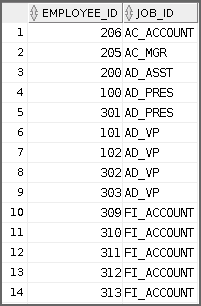 EMPLOYEE_ID JOB_ID
1 206 AC_ACCOUNT
2 205 AC_MGR
3 200 AD_ASST
4 100 AD_PRES
5 301 AD_PRES
6 101 AD_VP
7 102 AD_VP
8 302 AD_VP
9 303 AD_VP
10 309 FI_ACCOUNT
11 310 FI_ACCOUNT
12 311 FI_ACCOUNT
13 312 FI_ACCOUNT
14 313 FI_ACCOUNT